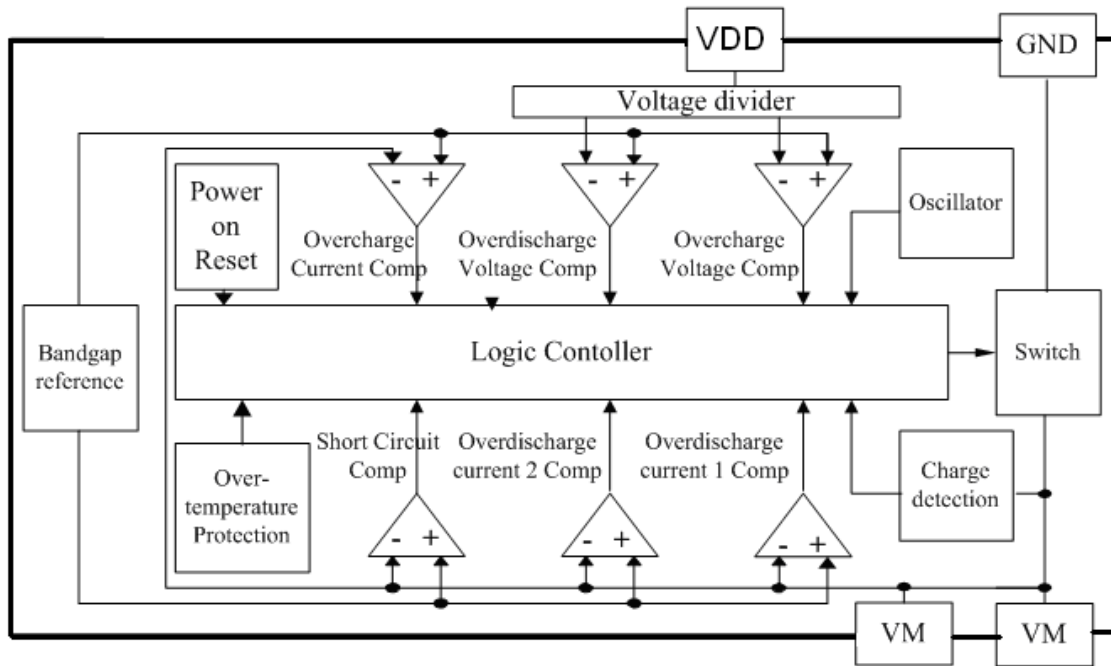 VDD
GND
Voltage divider
- +
- +
- +
Power
on
Reset
Oscillator
Overcharge
Current Comp
Overdischarge
Voltage Comp
Overcharge
Voltage Comp
Bandgap
reference
Logic Contoller
Switch
Short Circuit
Comp
Overdischarge
current 2 Comp
Overdischarge
current 1 Comp
Over-
temperature
Protection
Charge
detection
- +
- +
- +
VM
VM